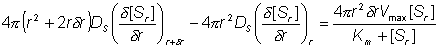 4π(r² + 2rδr)D_S(δ[S_r]/δr)_{r+δr} − 4πr²D_S(δ[S_r]/δr)_r = 4πr²δrV_max[S_r]/(K_m + [S_r])